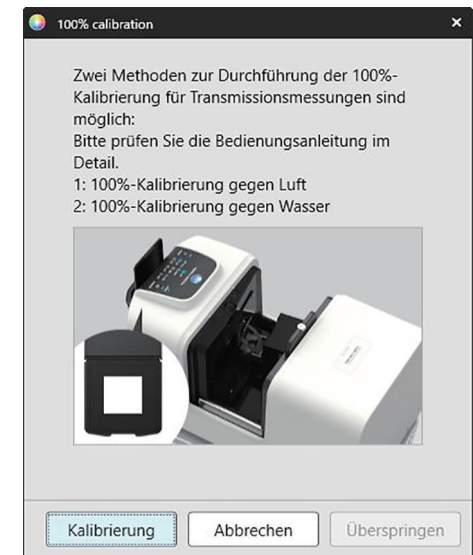 100% calibration
Zwei Methoden zur Durchführung der 100%-
Kalibrierung für Transmissionsmessungen sind
möglich:
Bitte prüfen Sie die Bedienungsanleitung im
Detail.
1: 100%-Kalibrierung gegen Luft
2: 100%-Kalibrierung gegen Wasser
Kalibrierung
Abbrechen
Überspringen